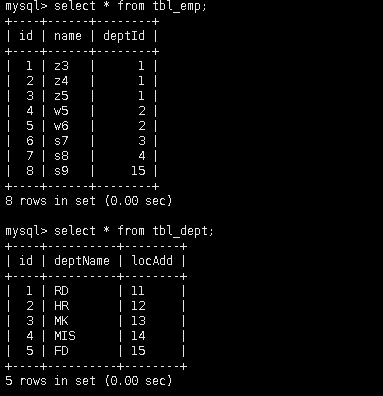 mysql> select * from tbl_emp;
+----+------+--------+
| id | name | deptId |
+----+------+--------+
|  1 | z3   |      1 |
|  2 | z4   |      1 |
|  3 | z5   |      1 |
|  4 | w5   |      2 |
|  5 | w6   |      2 |
|  6 | s7   |      3 |
|  7 | s8   |      4 |
|  8 | s9   |     15 |
+----+------+--------+
8 rows in set (0.00 sec)

mysql> select * from tbl_dept;
+----+----------+--------+
| id | deptName | locAdd |
+----+----------+--------+
|  1 | RD       | 11     |
|  2 | HR       | 12     |
|  3 | MK       | 13     |
|  4 | MIS      | 14     |
|  5 | FD       | 15     |
+----+----------+--------+
5 rows in set (0.00 sec)